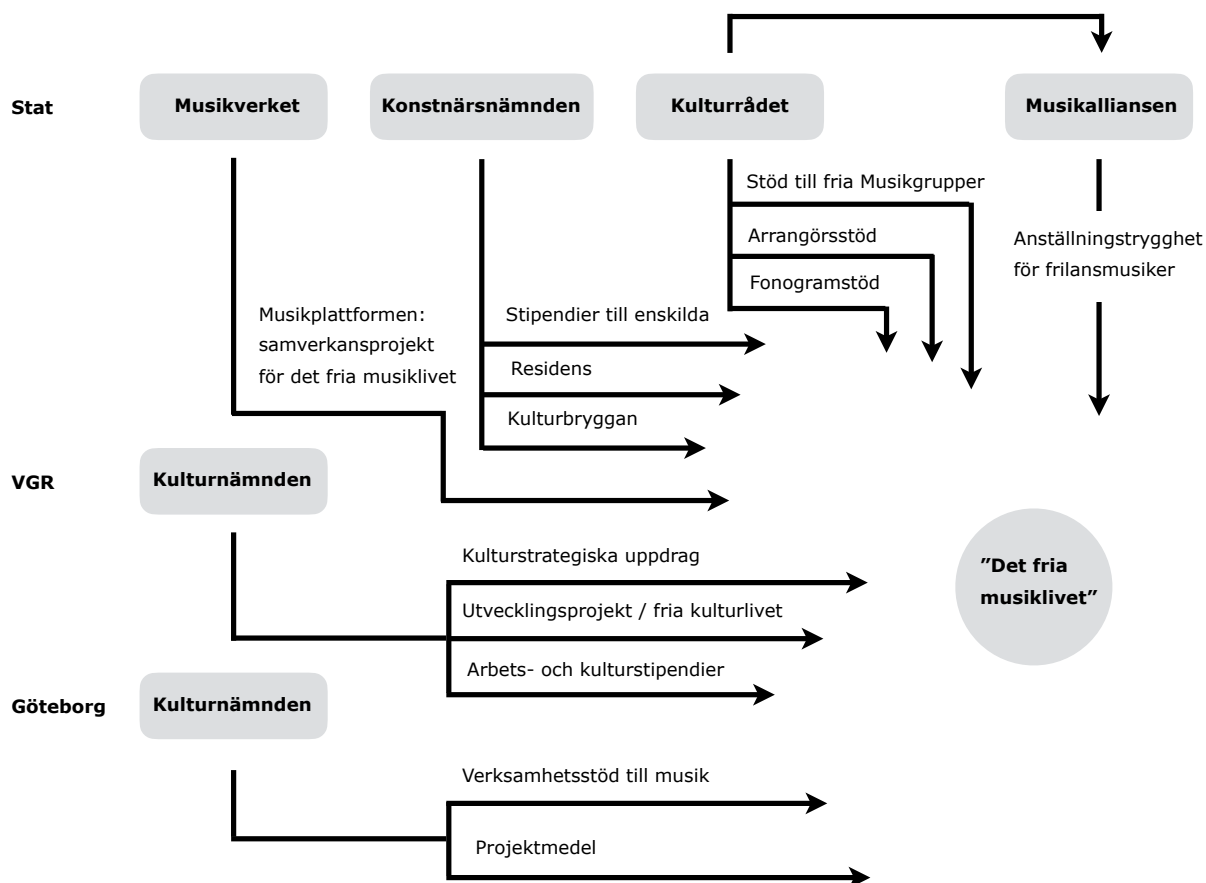 Stat
Musikverket
Konstnärsnämnden
Kulturrådet
Musikalliansen
Stöd till fria Musikgrupper
Arrangörsstöd
Fonogramstöd
Anställningstrygghet
för frilansmusiker
Musikplattformen:
samverkansprojekt
för det fria musiklivet
Stipendier till enskilda
Residens
Kulturbryggan
VGR
Kulturnämnden
Kulturstrategiska uppdrag
Utvecklingsprojekt / fria kulturlivet
Arbets- och kulturstipendier
”Det fria
musiklivet”
Göteborg
Kulturnämnden
Verksamhetsstöd till musik
Projektmedel